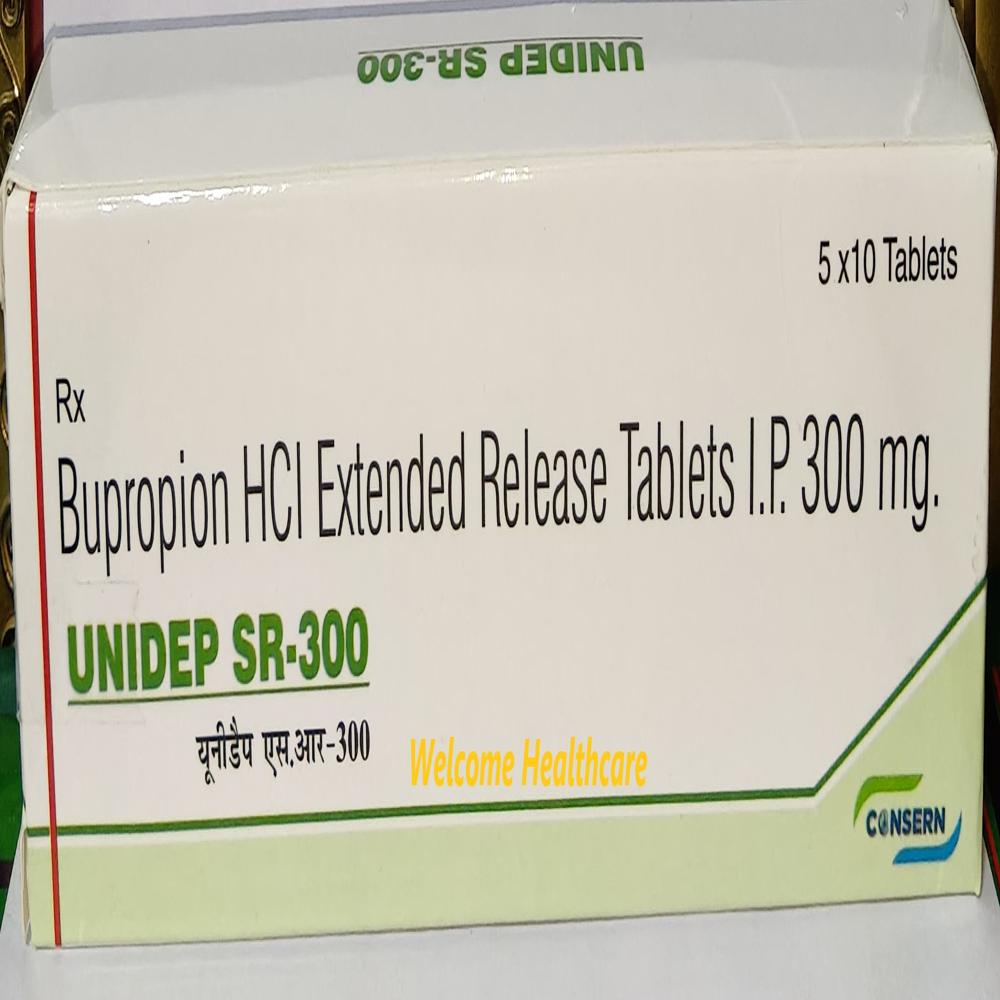 UNIDEP SR-300
5 x10 Tablets
Rx
Bupropion HCl Extended Release Tablets I.P. 300 mg.
UNIDEP SR-300
यूनीडैप एस.आर-300
Welcome Healthcare
CONSERN